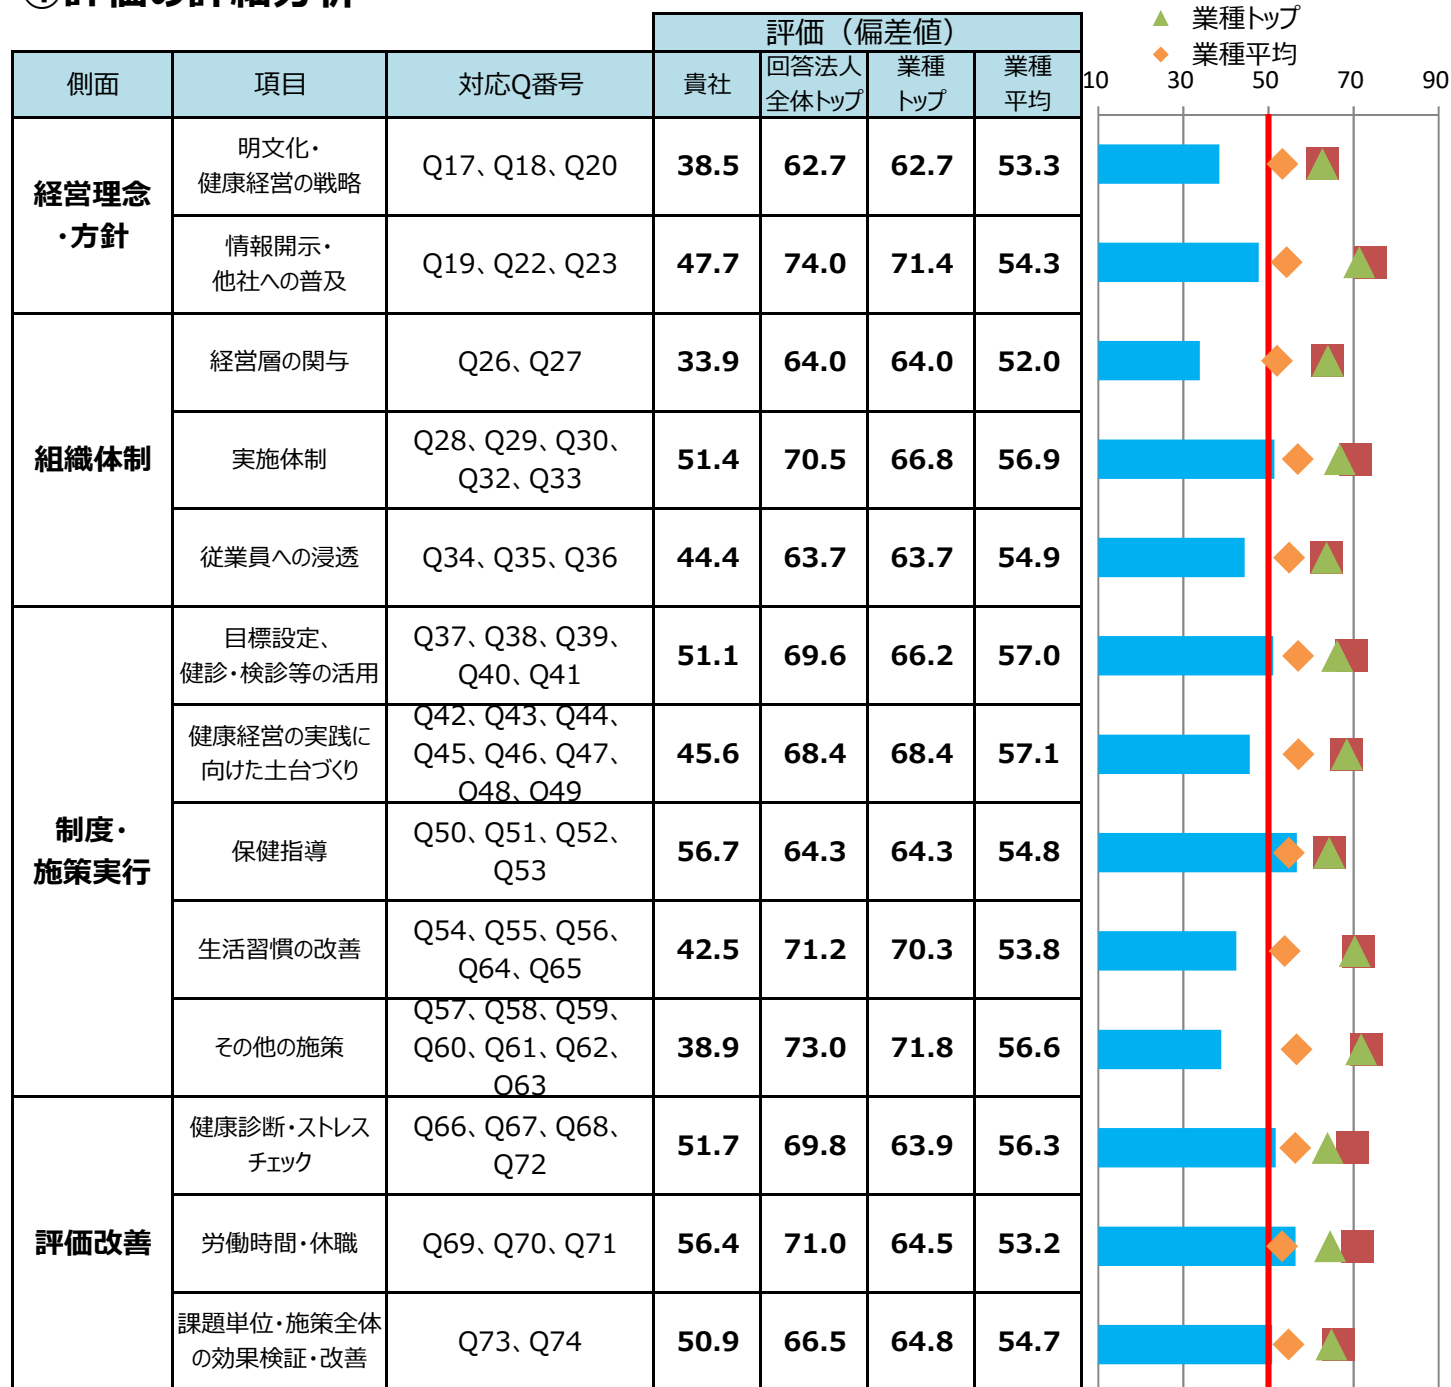 ①評価の詳細分析
評価（偏差値）
側面 項目 対応Q番号 貴社 回答法人全体トップ 業種トップ 業種平均
▲ 業種トップ
◆ 業種平均
10 30 50 70 90
経営理念・方針
明文化・健康経営の戦略 Q17、Q18、Q20 38.5 62.7 62.7 53.3
情報開示・他社への普及 Q19、Q22、Q23 47.7 74.0 71.4 54.3
組織体制
経営層の関与 Q26、Q27 33.9 64.0 64.0 52.0
実施体制 Q28、Q29、Q30、Q32、Q33 51.4 70.5 66.8 56.9
従業員への浸透 Q34、Q35、Q36 44.4 63.7 63.7 54.9
制度・施策実行
目標設定、健診・検診等の活用 Q37、Q38、Q39、Q40、Q41 51.1 69.6 66.2 57.0
健康経営の実践に向けた土台づくり Q42、Q43、Q44、Q45、Q46、Q47、Q48、Q49 45.6 68.4 68.4 57.1
保健指導 Q50、Q51、Q52、Q53 56.7 64.3 64.3 54.8
生活習慣の改善 Q54、Q55、Q56、Q64、Q65 42.5 71.2 70.3 53.8
その他の施策 Q57、Q58、Q59、Q60、Q61、Q62、Q63 38.9 73.0 71.8 56.6
評価改善
健康診断・ストレスチェック Q66、Q67、Q68、Q72 51.7 69.8 63.9 56.3
労働時間・休職 Q69、Q70、Q71 56.4 71.0 64.5 53.2
課題単位・施策全体の効果検証・改善 Q73、Q74 50.9 66.5 64.8 54.7